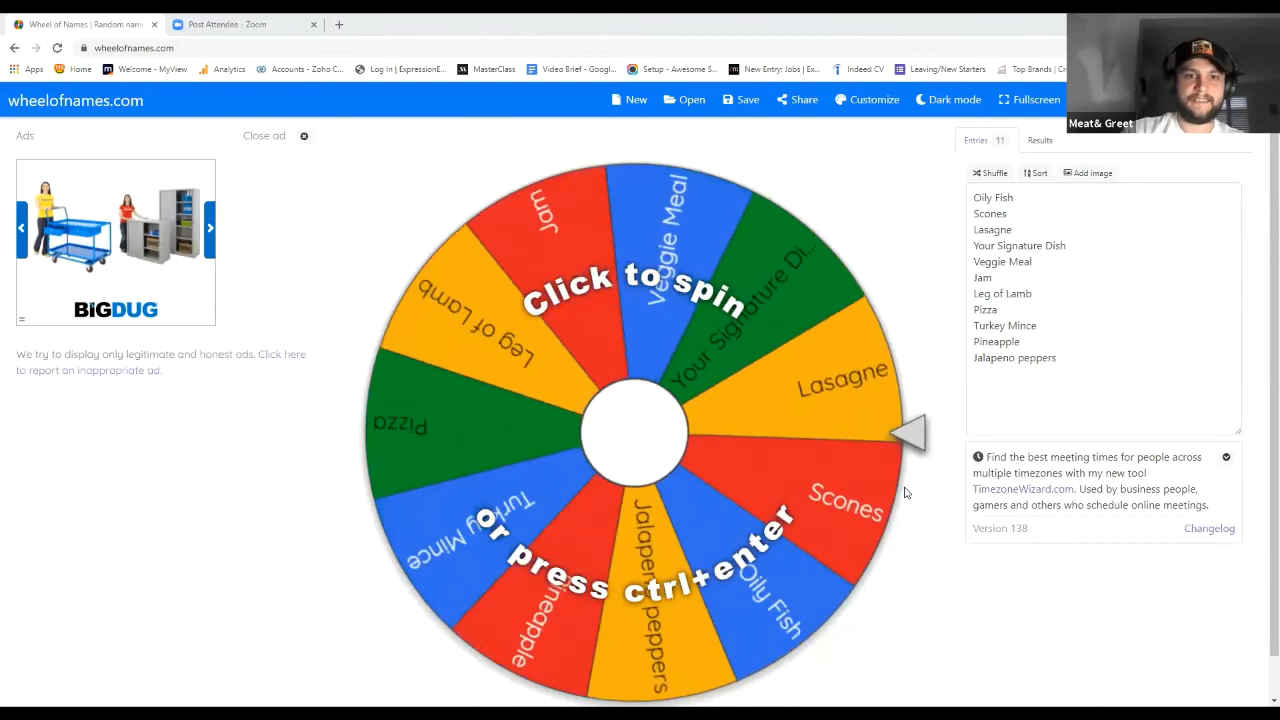 Wheel of Names | Random nam
Post Attendee - Zoom
wheelofnames.com
Apps
Home
Welcome - MyView
Analytics
Accounts - Zoho C...
Log In | ExpressionE...
MasterClass
Video Brief - Googl...
Setup - Awesome S...
New Entry: Jobs | Ex...
Indeed CV
Leaving/New Starters
Top Brands | Cr
wheelofnames.com
New
Open
Save
Share
Customize
Dark mode
Fullscreen
Meat& Greet
Ads
Close ad
BiGDUG
We try to display only legitimate and honest ads. Click here
to report an inappropriate ad.
Jam
Veggie Meal
Your Signature Di...
Lasagne
Scones
Oily Fish
Jalapeno peppers
Pineapple
Turkey Mince
Pizza
Leg of Lamb
Click to spin
or press ctrl+enter
Entries 11
Results
Shuffle
Sort
Add image
Oily Fish
Scones
Lasagne
Your Signature Dish
Veggie Meal
Jam
Leg of Lamb
Pizza
Turkey Mince
Pineapple
Jalapeno peppers
Find the best meeting times for people across
multiple timezones with my new tool
TimezoneWizard.com. Used by business people,
gamers and others who schedule online meetings.
Version 138
Changelog